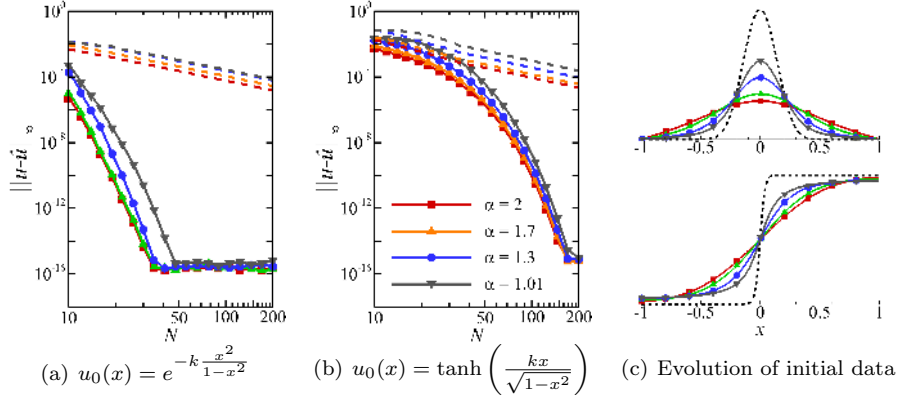 10³
10⁻⁸
10⁻¹²
10⁻¹⁵
||u-û||∞
10 50 100 200
N
10³
10⁻⁸
10⁻¹²
10⁻¹⁵
||u-û||∞
α = 2
α - 1.7
α = 1.3
α - 1.01
10 50 100 200
N
-1 -0.5 0 0.5 1
-1 -0.5 0 0.5 1
x
(a) u₀(x) = e^{-k x²/(1-x²)}
(b) u₀(x) = tanh(kx/√(1-x²))
(c) Evolution of initial data